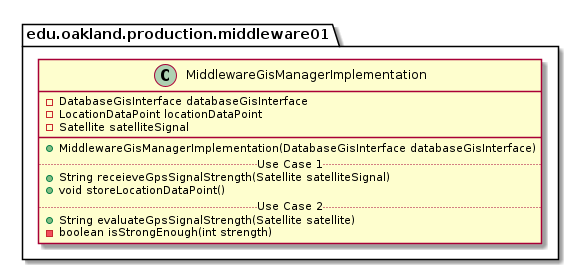 edu.oakland.production.middleware01
C MiddlewareGisManagerImplementation
DatabaseGisInterface databaseGisInterface
LocationDataPoint locationDataPoint
Satellite satelliteSignal
MiddlewareGisManagerImplementation(DatabaseGisInterface databaseGisInterface)
Use Case 1
String receieveGpsSignalStrength(Satellite satelliteSignal)
void storeLocationDataPoint()
Use Case 2
String evaluateGpsSignalStrength(Satellite satellite)
boolean isStrongEnough(int strength)